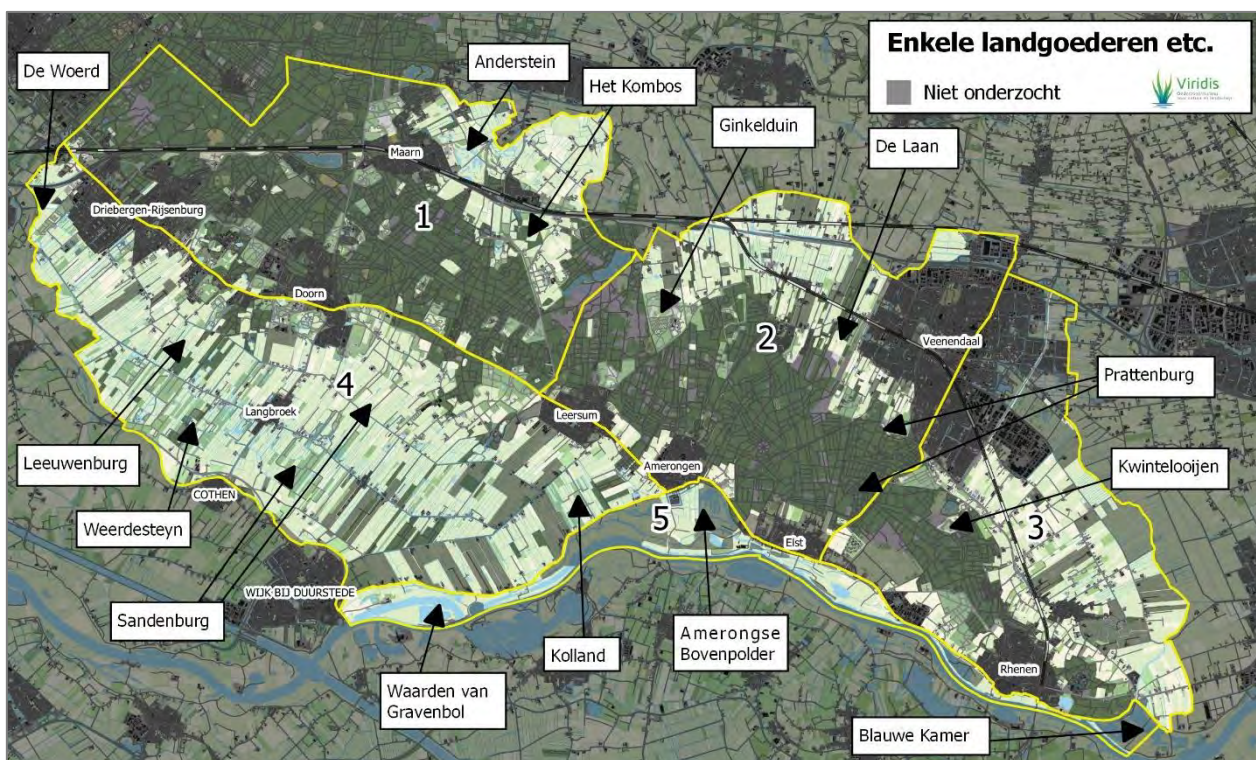 Enkele landgoederen etc.
Niet onderzocht
Viridis
De Woerd
Anderstein
Het Kombos
Ginkelduin
De Laan
Maarn
1
Driebergen-Rijsenburg
Doorn
2
Veenendaal
Prattenburg
4
Langbroek
Leersum
Leeuwenburg
Amerongen
Kwintelooijen
COTHEN
5
3
Weerdesteyn
Elst
WIJK BIJ DUURSTEDE
Sandenburg
Kolland
Amerongse
Bovenpolder
Rhenen
Waarden van
Gravenbol
Blauwe Kamer